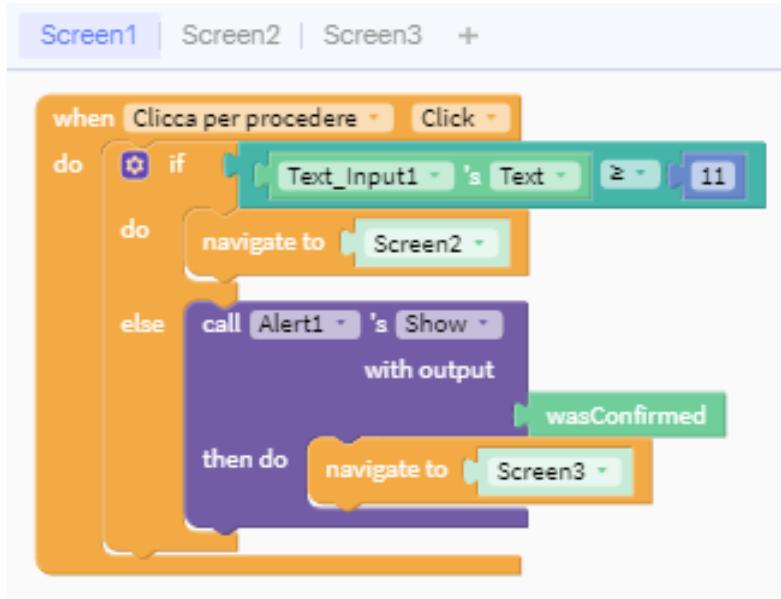 Screen1 Screen2 Screen3 +
when Clicca per procedere Click
do if Text_Input1 's Text ≥ 11
do navigate to Screen2
else call Alert1 's Show
with output
wasConfirmed
then do navigate to Screen3